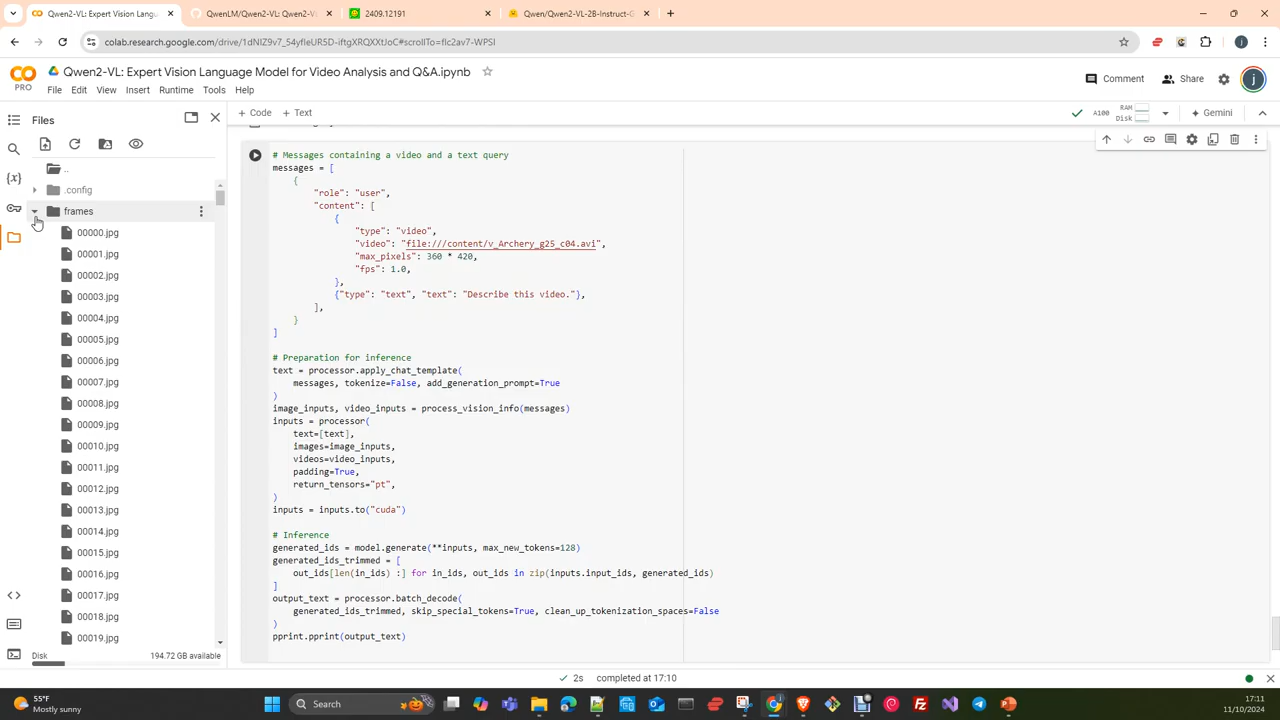 Qwen2-VL: Expert Vision Langu
QwenLM/Qwen2-VL: Qwen2-VL
2409.12191
Qwen/Qwen2-VL-2B-Instruct-G
colab.research.google.com/drive/1dNIZ9v7_54yfleUR5D-iftgXRQXXtJoC#scrollTo=flc2av7-WPSI
Qwen2-VL: Expert Vision Language Model for Video Analysis and Q&A.ipynb
PRO
File Edit View Insert Runtime Tools Help
Comment
Share
Files
+ Code + Text
A100
RAM
Disk
Gemini
..
.config
frames
00000.jpg
00001.jpg
00002.jpg
00003.jpg
00004.jpg
00005.jpg
00006.jpg
00007.jpg
00008.jpg
00009.jpg
00010.jpg
00011.jpg
00012.jpg
00013.jpg
00014.jpg
00015.jpg
00016.jpg
00017.jpg
00018.jpg
00019.jpg
Disk
194.72 GB available
# Messages containing a video and a text query
messages = [
{
"role": "user",
"content": [
{
"type": "video",
"video": "file:///content/v_Archery_g25_c04.avi",
"max_pixels": 360 * 420,
"fps": 1.0,
},
{"type": "text", "text": "Describe this video."},
],
}
]
# Preparation for inference
text = processor.apply_chat_template(
messages, tokenize=False, add_generation_prompt=True
)
image_inputs, video_inputs = process_vision_info(messages)
inputs = processor(
text=[text],
images=image_inputs,
videos=video_inputs,
padding=True,
return_tensors="pt",
)
inputs = inputs.to("cuda")
# Inference
generated_ids = model.generate(**inputs, max_new_tokens=128)
generated_ids_trimmed = [
out_ids[len(in_ids) :] for in_ids, out_ids in zip(inputs.input_ids, generated_ids)
]
output_text = processor.batch_decode(
generated_ids_trimmed, skip_special_tokens=True, clean_up_tokenization_spaces=False
)
pprint.pprint(output_text)
2s completed at 17:10
55°F
Mostly sunny
Search
17:11
11/10/2024